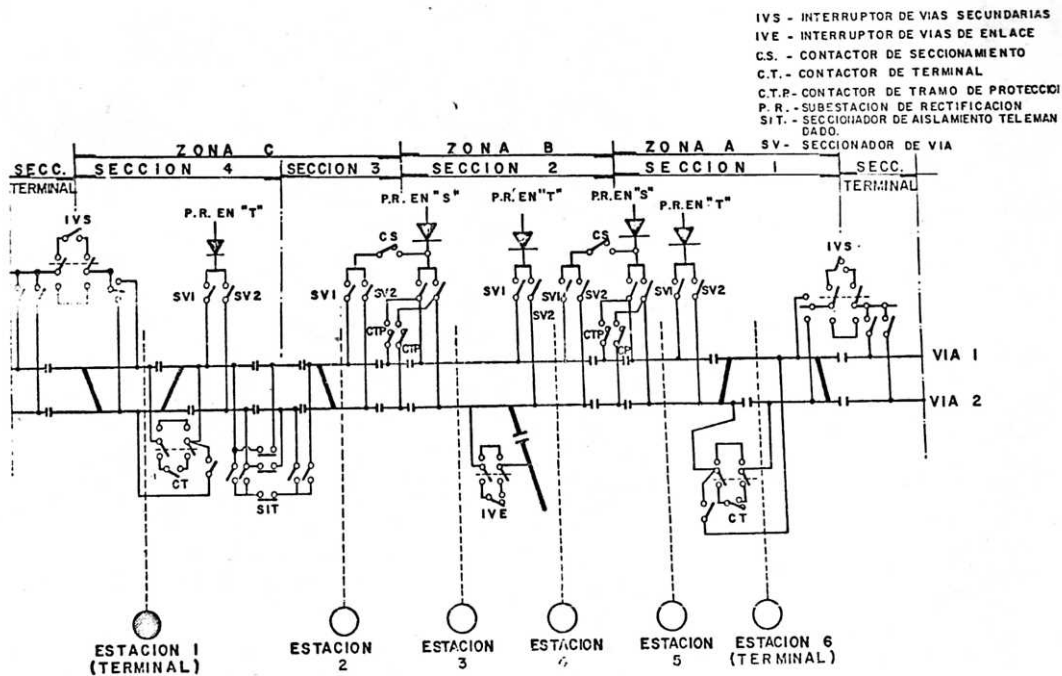 IVS - INTERRUPTOR DE VIAS SECUNDARIAS
IVE - INTERRUPTOR DE VIAS DE ENLACE
C.S. - CONTACTOR DE SECCIONAMIENTO
C.T. - CONTACTOR DE TERMINAL
C.T.P. - CONTACTOR DE TRAMO DE PROTECCI
P.R. - SUBESTACION DE RECTIFICACION
SIT. - SECCIONADOR DE AISLAMIENTO TELEMAN
DADO.
SV - SECCIONADOR DE VIA
ZONA C ZONA B ZONA A
SECC. SECCION 4 SECCION 3 SECCION 2 SECCION 1 SECC.
TERMINAL TERMINAL
P.R. EN "T" P.R. EN "S" P.R. EN "T" P.R. EN "S" P.R. EN "T"
IVS CS CS IVS
SV1 SV2 SV1 SV2 SV1 SV2 SV1 SV2 SV1 SV2
CTP CTP CTP CP
VIA 1
VIA 2
CT SIT IVE CT
ESTACION 1
(TERMINAL)
ESTACION
2
ESTACION
3
ESTACION
ESTACION
5
ESTACION 6
(TERMINAL)